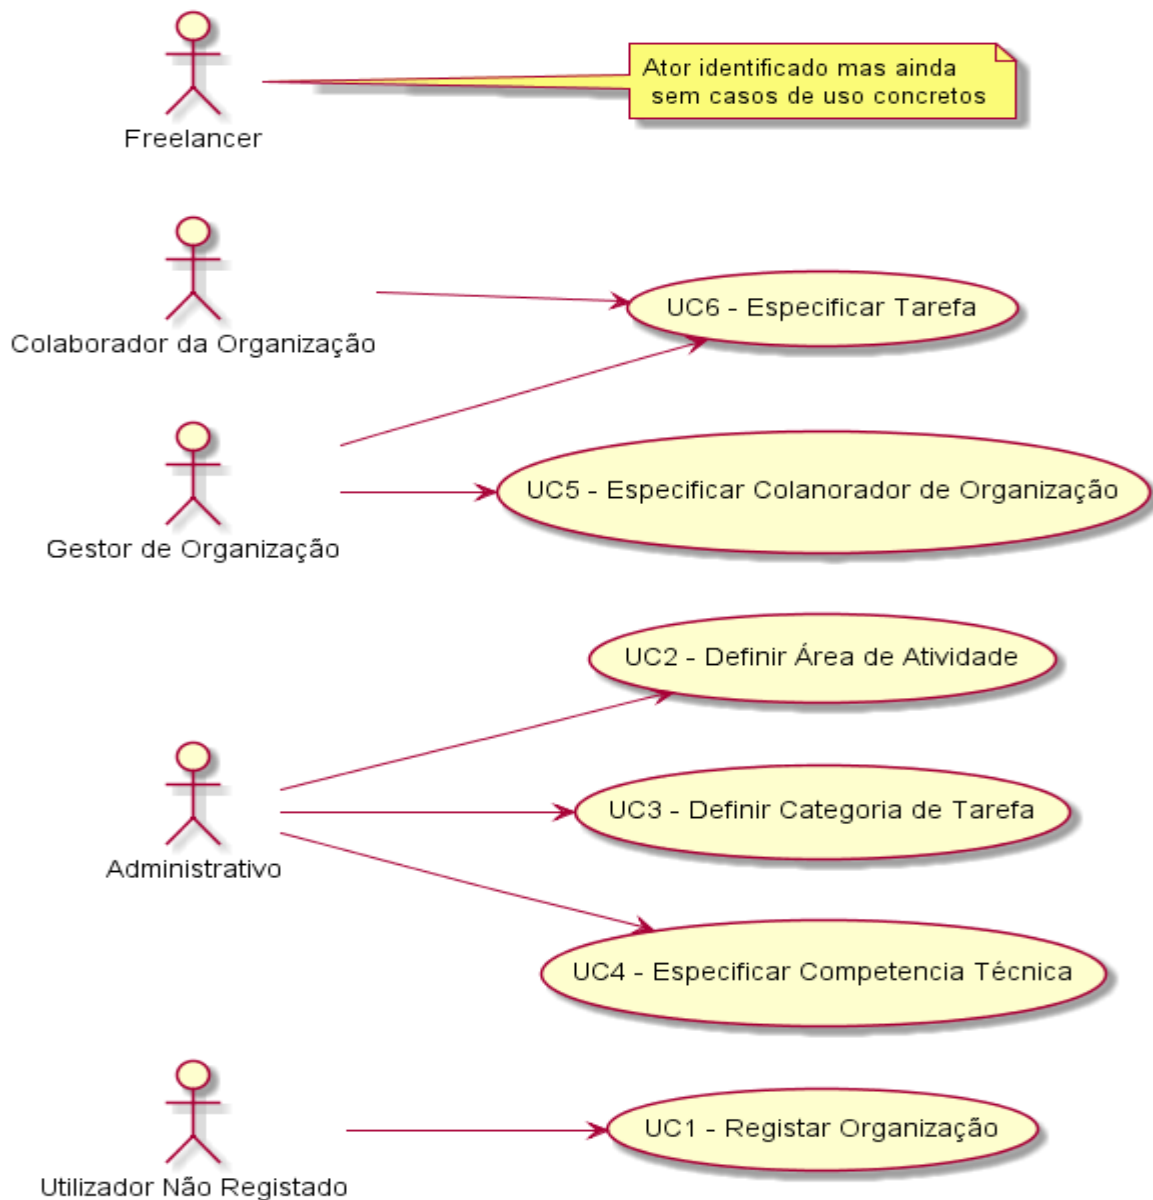 Ator identificado mas ainda
sem casos de uso concretos
Freelancer
UC6 - Especificar Tarefa
Colaborador da Organização
UC5 - Especificar Colanorador de Organização
Gestor de Organização
UC2 - Definir Área de Atividade
UC3 - Definir Categoria de Tarefa
Administrativo
UC4 - Especificar Competencia Técnica
UC1 - Registar Organização
Utilizador Não Registado